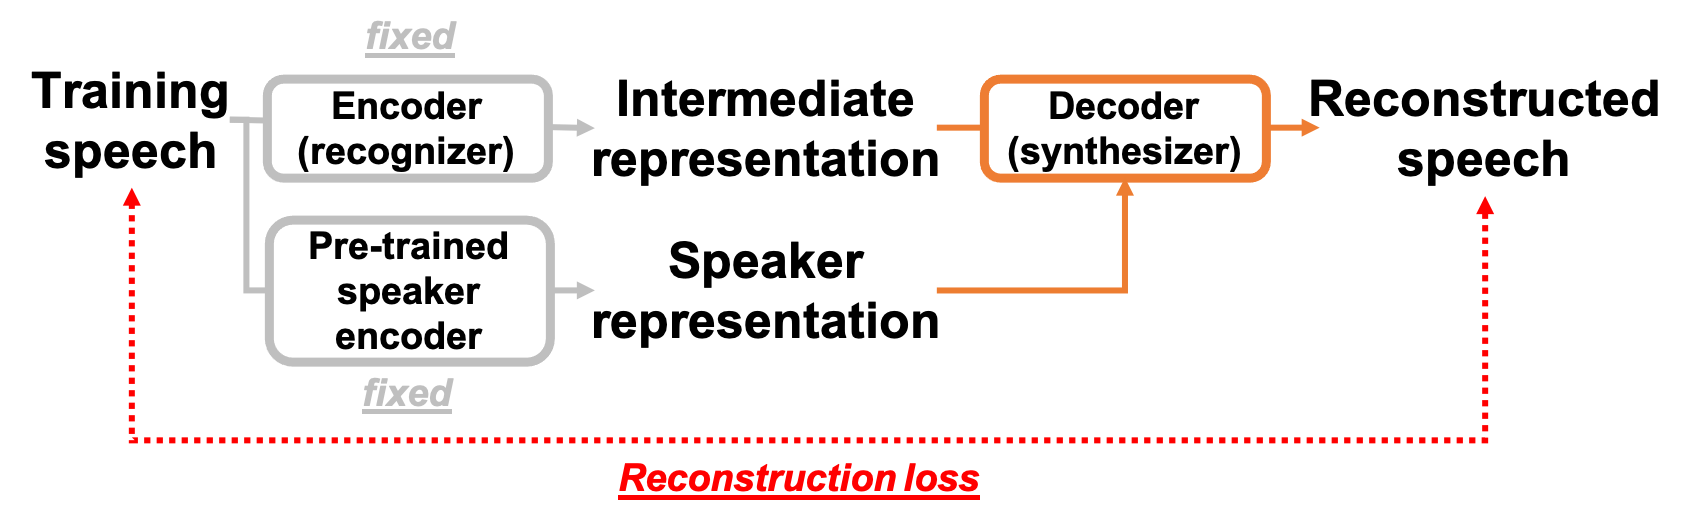 fixed
Training
speech
Encoder
(recognizer)
Intermediate
representation
Decoder
(synthesizer)
Reconstructed
speech
Pre-trained
speaker
encoder
Speaker
representation
fixed
Reconstruction loss